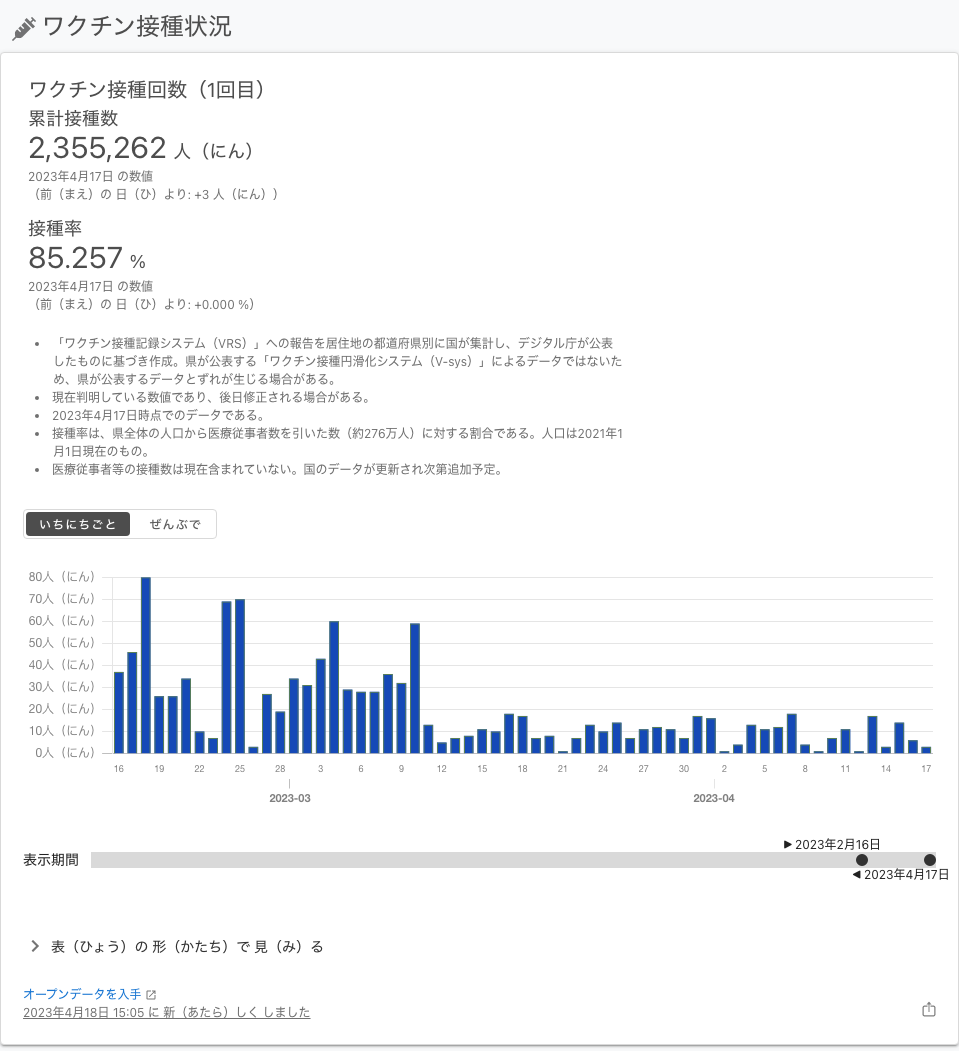 ワクチン接種状況
ワクチン接種回数（1回目）
累計接種数
2,355,262 人（にん）
2023年4月17日 の数値
（前（まえ）の 日（ひ）より: +3 人（にん））
接種率
85.257 %
2023年4月17日 の数値
（前（まえ）の 日（ひ）より: +0.000 %）
• 「ワクチン接種記録システム（VRS）」への報告を居住地の都道府県別に国が集計し、デジタル庁が公表
したものに基づき作成。県が公表する「ワクチン接種円滑化システム（V-sys）」によるデータではないた
め、県が公表するデータとずれが生じる場合がある。
• 現在判明している数値であり、後日修正される場合がある。
• 2023年4月17日時点でのデータである。
• 接種率は、県全体の人口から医療従事者数を引いた数（約276万人）に対する割合である。人口は2021年1
月1日現在のもの。
• 医療従事者等の接種数は現在含まれていない。国のデータが更新され次第追加予定。
いちにちごと ぜんぶで
80人（にん）
70人（にん）
60人（にん）
50人（にん）
40人（にん）
30人（にん）
20人（にん）
10人（にん）
0人（にん）
16 19 22 25 28 3 6 9 12 15 18 21 24 27 30 2 5 8 11 14 17
2023-03 2023-04
▶ 2023年2月16日
表示期間
◀ 2023年4月17日
表（ひょう）の 形（かたち）で 見（み）る
オープンデータを入手
2023年4月18日 15:05 に 新（あたら）しく しました